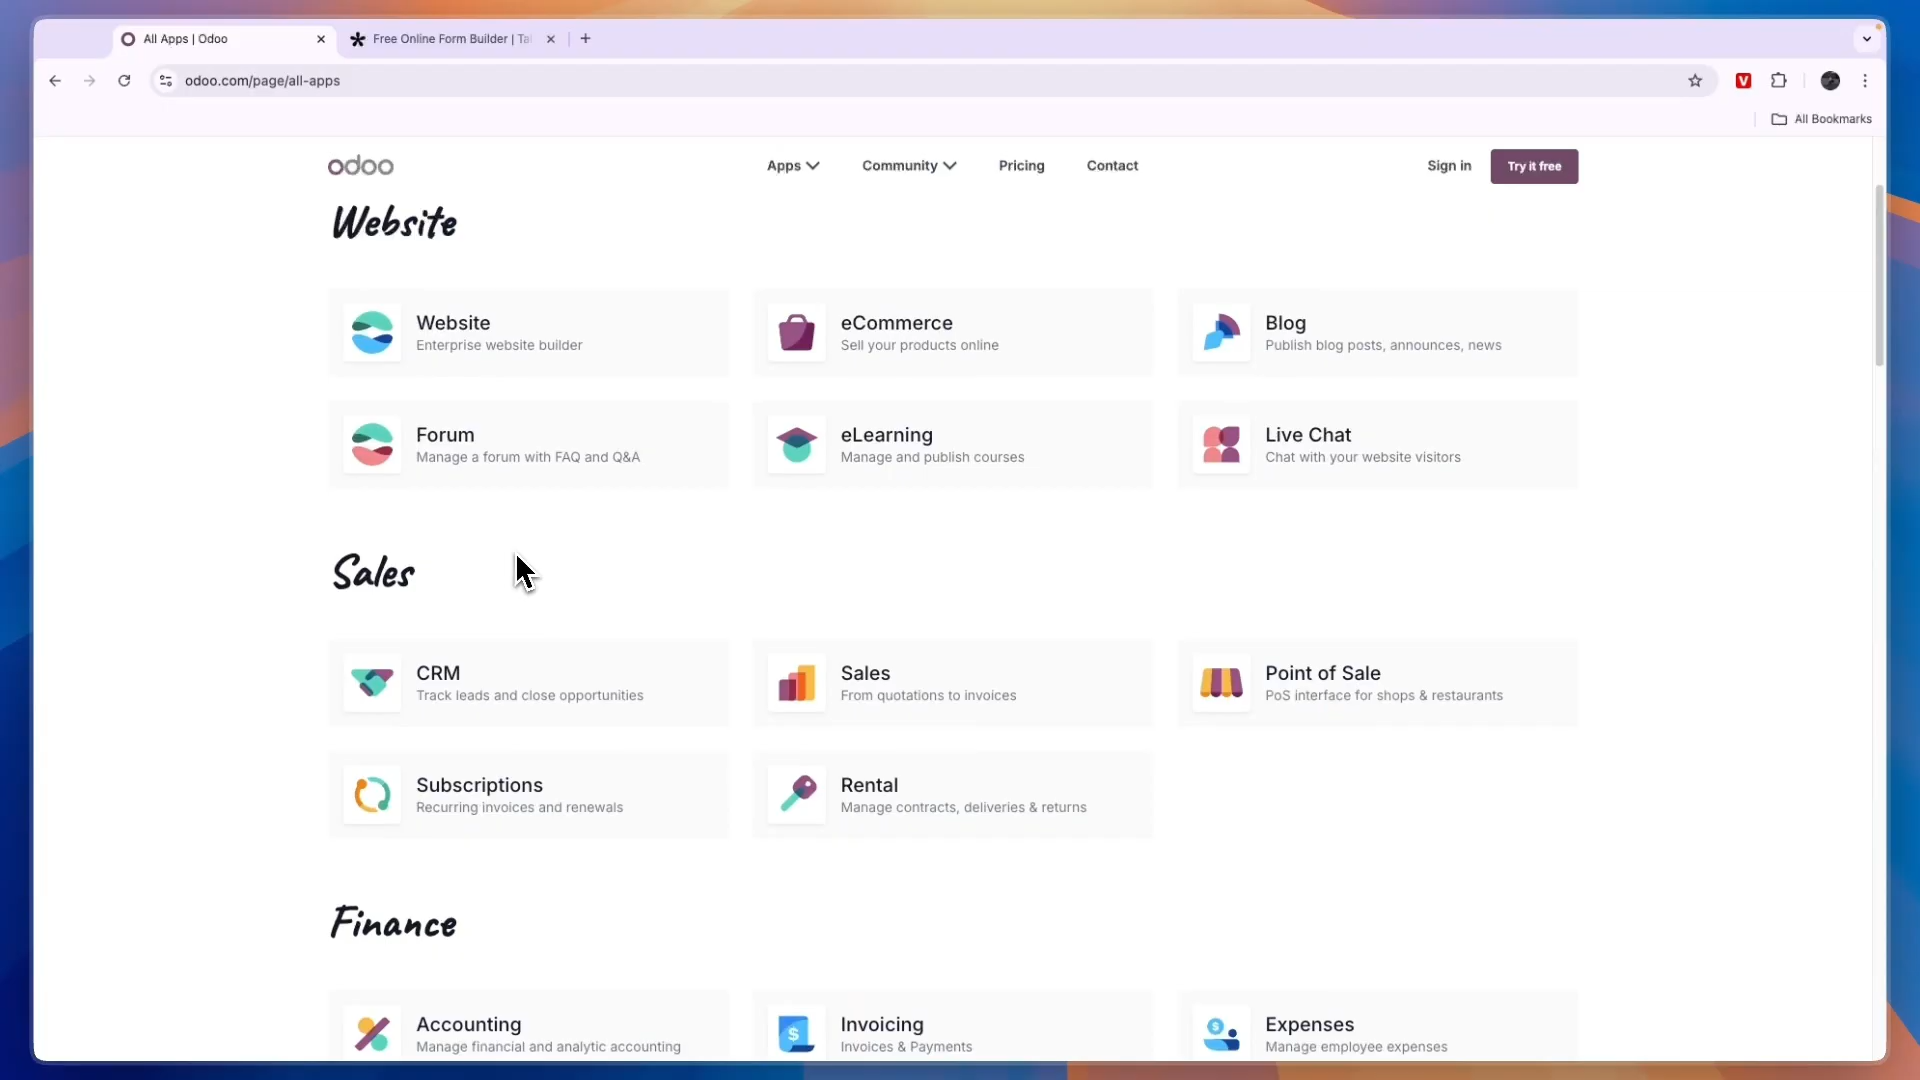 All Apps | Odoo
Free Online Form Builder | Ta
odoo.com/page/all-apps
All Bookmarks
odoo
Apps
Community
Pricing
Contact
Sign in
Try it free
Website
Website
Enterprise website builder
eCommerce
Sell your products online
Blog
Publish blog posts, announces, news
Forum
Manage a forum with FAQ and Q&A
eLearning
Manage and publish courses
Live Chat
Chat with your website visitors
Sales
CRM
Track leads and close opportunities
Sales
From quotations to invoices
Point of Sale
PoS interface for shops & restaurants
Subscriptions
Recurring invoices and renewals
Rental
Manage contracts, deliveries & returns
Finance
Accounting
Manage financial and analytic accounting
Invoicing
Invoices & Payments
Expenses
Manage employee expenses